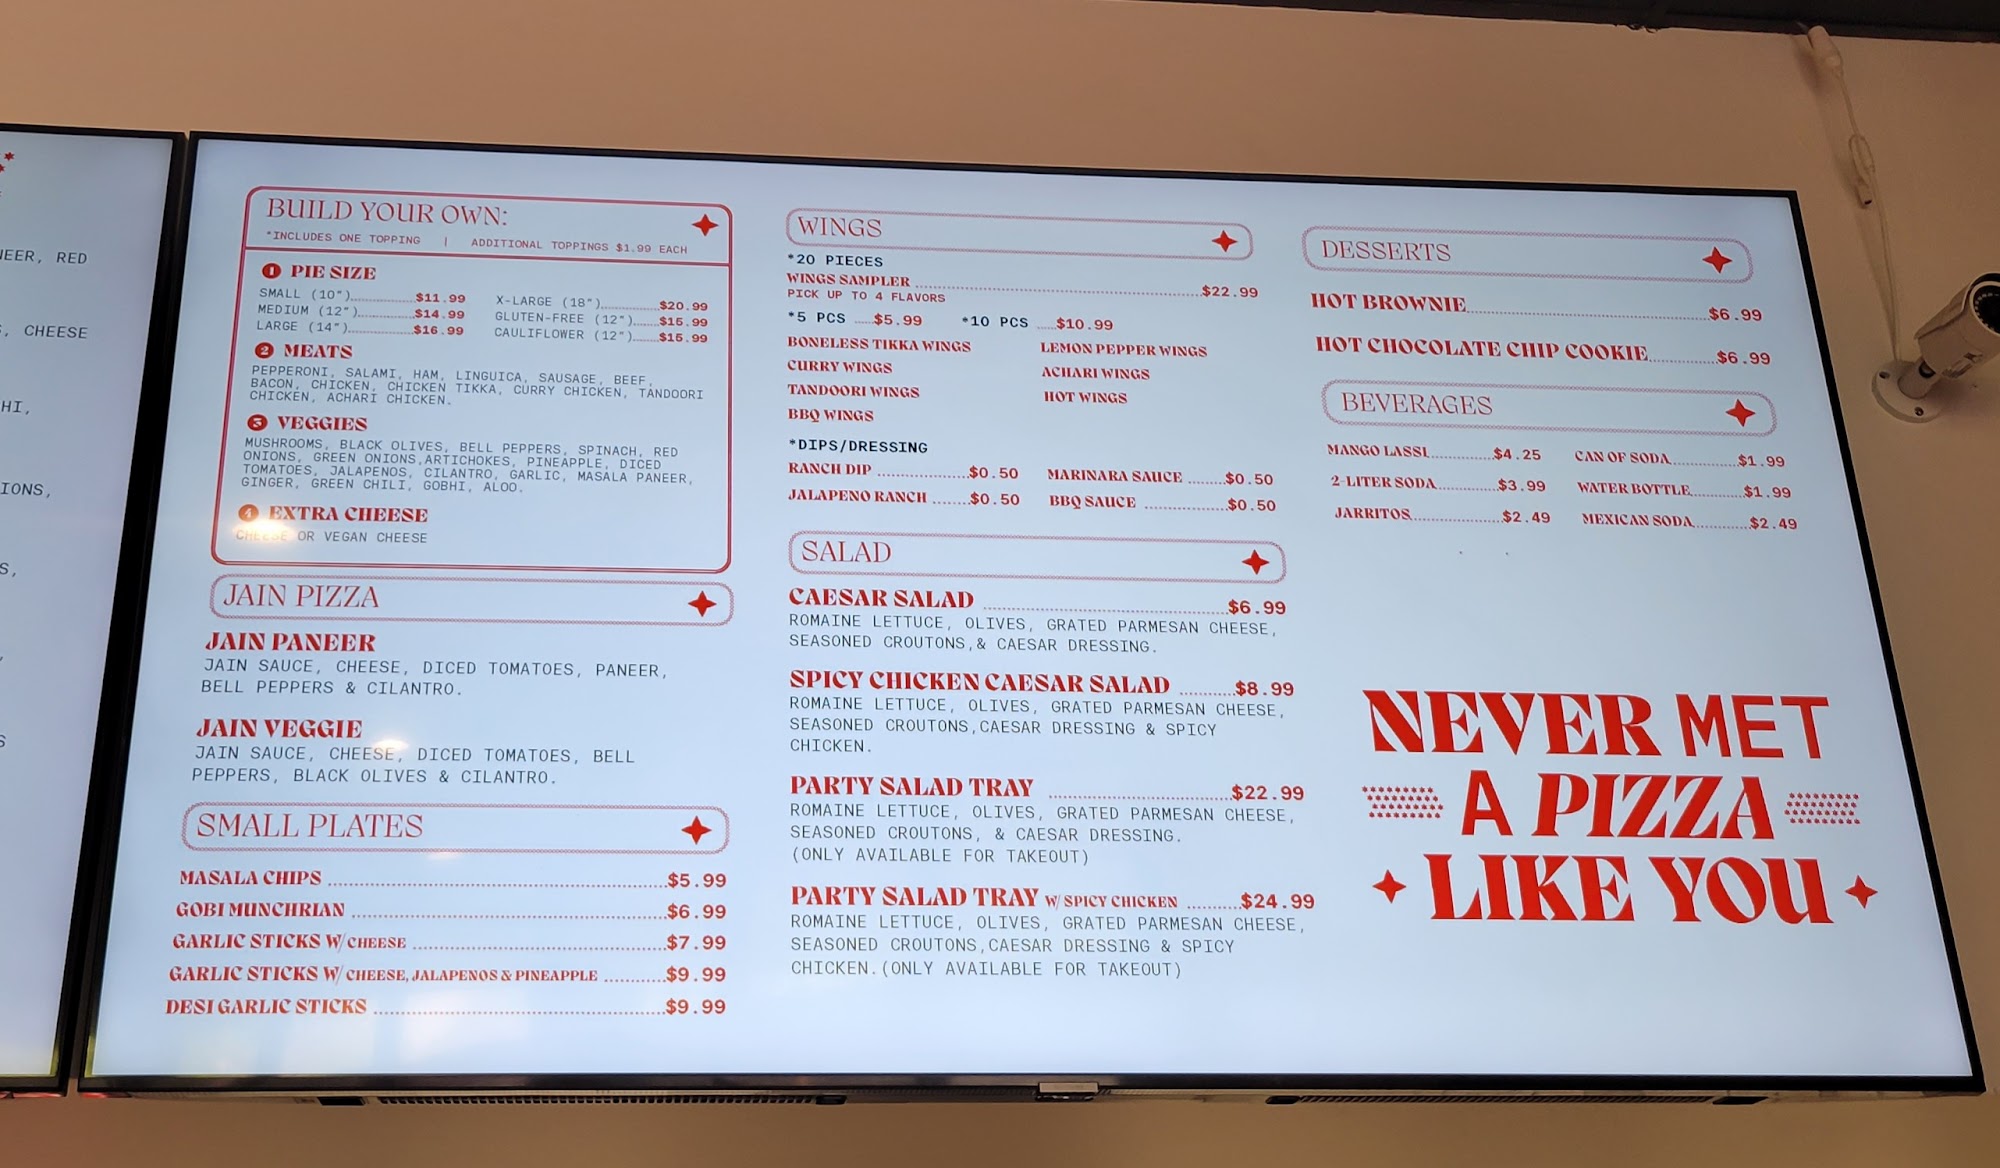 EER, RED
, CHEESE
HI,
IONS,
S,
S
BUILD YOUR OWN:
*INCLUDES ONE TOPPING | ADDITIONAL TOPPINGS $1.99 EACH
1 PIE SIZE
SMALL (10")......$11.99 X-LARGE (18")......$20.99
MEDIUM (12")......$14.99 GLUTEN-FREE (12")......$15.99
LARGE (14")......$16.99 CAULIFLOWER (12")......$15.99
2 MEATS
PEPPERONI, SALAMI, HAM, LINGUICA, SAUSAGE, BEEF,
BACON, CHICKEN, CHICKEN TIKKA, CURRY CHICKEN, TANDOORI
CHICKEN, ACHARI CHICKEN.
3 VEGGIES
MUSHROOMS, BLACK OLIVES, BELL PEPPERS, SPINACH, RED
ONIONS, GREEN ONIONS,ARTICHOKES, PINEAPPLE, DICED
TOMATOES, JALAPENOS, CILANTRO, GARLIC, MASALA PANEER,
GINGER, GREEN CHILI, GOBHI, ALOO.
4 EXTRA CHEESE
CHEESE OR VEGAN CHEESE
JAIN PIZZA
JAIN PANEER
JAIN SAUCE, CHEESE, DICED TOMATOES, PANEER,
BELL PEPPERS & CILANTRO.
JAIN VEGGIE
JAIN SAUCE, CHEESE, DICED TOMATOES, BELL
PEPPERS, BLACK OLIVES & CILANTRO.
SMALL PLATES
MASALA CHIPS ......$5.99
GOBI MUNCHRIAN ......$6.99
GARLIC STICKS W/ CHEESE ......$7.99
GARLIC STICKS W/ CHEESE, JALAPENOS & PINEAPPLE ......$9.99
DESI GARLIC STICKS ......$9.99
WINGS
*20 PIECES
WINGS SAMPLER ......$22.99
PICK UP TO 4 FLAVORS
*5 PCS ......$5.99 *10 PCS ......$10.99
BONELESS TIKKA WINGS LEMON PEPPER WINGS
CURRY WINGS ACHARI WINGS
TANDOORI WINGS HOT WINGS
BBQ WINGS
*DIPS/DRESSING
RANCH DIP ......$0.50 MARINARA SAUCE ......$0.50
JALAPENO RANCH ......$0.50 BBQ SAUCE ......$0.50
SALAD
CAESAR SALAD ......$6.99
ROMAINE LETTUCE, OLIVES, GRATED PARMESAN CHEESE,
SEASONED CROUTONS,& CAESAR DRESSING.
SPICY CHICKEN CAESAR SALAD ......$8.99
ROMAINE LETTUCE, OLIVES, GRATED PARMESAN CHEESE,
SEASONED CROUTONS,CAESAR DRESSING & SPICY
CHICKEN.
PARTY SALAD TRAY ......$22.99
ROMAINE LETTUCE, OLIVES, GRATED PARMESAN CHEESE,
SEASONED CROUTONS, & CAESAR DRESSING.
(ONLY AVAILABLE FOR TAKEOUT)
PARTY SALAD TRAY W/ SPICY CHICKEN ......$24.99
ROMAINE LETTUCE, OLIVES, GRATED PARMESAN CHEESE,
SEASONED CROUTONS,CAESAR DRESSING & SPICY
CHICKEN.(ONLY AVAILABLE FOR TAKEOUT)
DESSERTS
HOT BROWNIE......$6.99
HOT CHOCOLATE CHIP COOKIE......$6.99
BEVERAGES
MANGO LASSI......$4.25 CAN OF SODA......$1.99
2-LITER SODA......$3.99 WATER BOTTLE......$1.99
JARRITOS......$2.49 MEXICAN SODA......$2.49
NEVER MET
A PIZZA
LIKE YOU